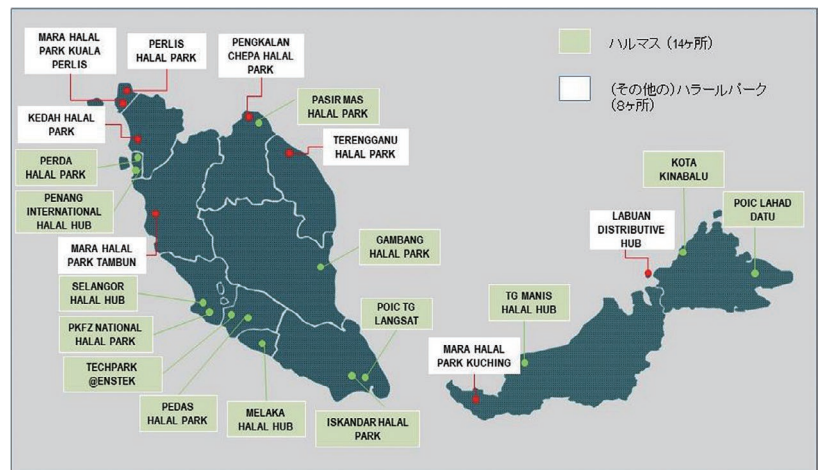 MARA HALAL
PARK KUALA
PERLIS
PERLIS
HALAL PARK
PENGKALAN
CHEPA HALAL
PARK
ハルマス (14ヶ所)
(その他の)ハラールパーク
(8ヶ所)
PASIR MAS
HALAL PARK
KEDAH HALAL
PARK
TERENGGANU
HALAL PARK
PERDA
HALAL PARK
PENANG
INTERNATIONAL
HALAL HUB
KOTA
KINABALU
POIC LAHAD
DATU
LABUAN
DISTRIBUTIVE
HUB
MARA HALAL
PARK TAMBUN
GAMBANG
HALAL PARK
SELANGOR
HALAL HUB
POIC TG
LANGSAT
TG MANIS
HALAL HUB
PKFZ NATIONAL
HALAL PARK
TECHPARK
@ENSTEK
MARA HALAL
PARK KUCHING
PEDAS
HALAL PARK
MELAKA
HALAL HUB
ISKANDAR HALAL
PARK